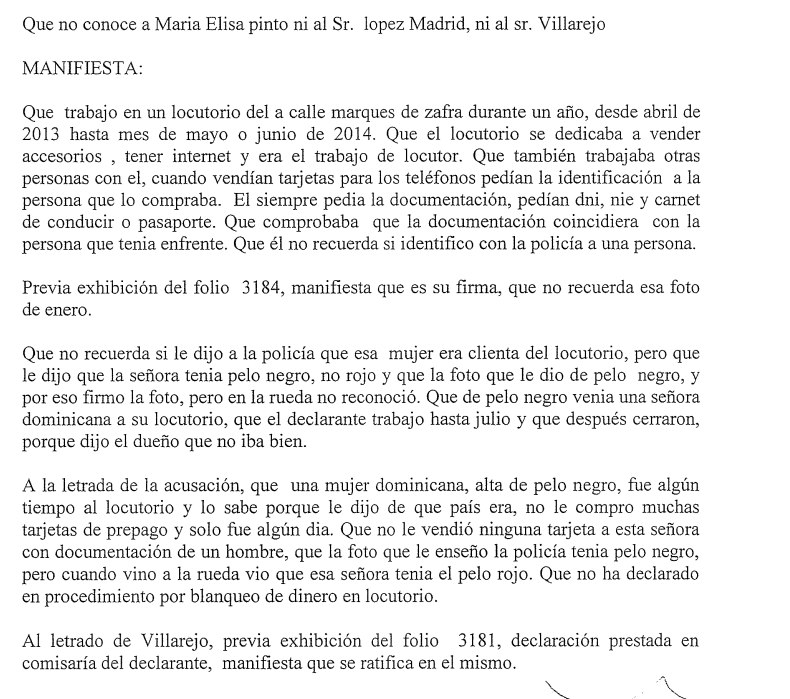 Que no conoce a Maria Elisa pinto ni al Sr.  lopez Madrid, ni al sr. Villarejo
MANIFIESTA:
Que  trabajo en un locutorio del a calle marques de zafra durante un año, desde abril de
2013 hasta mes de mayo o junio de 2014. Que el locutorio se dedicaba a vender
accesorios , tener internet y era el trabajo de locutor. Que también trabajaba otras
personas con el, cuando vendían tarjetas para los teléfonos pedían la identificación  a la
persona que lo compraba.  El siempre pedia la documentación, pedían dni, nie y carnet
de conducir o pasaporte. Que comprobaba  que la documentación coincidiera  con la
persona que tenia enfrente. Que él no recuerda si identifico con la policía a una persona.
Previa exhibición del folio  3184, manifiesta que es su firma, que no recuerda esa foto
de enero.
Que no recuerda si le dijo a la policía que esa  mujer era clienta del locutorio, pero que
le dijo que la señora tenia pelo negro, no rojo y que la foto que le dio de pelo  negro, y
por eso firmo la foto, pero en la rueda no reconoció. Que de pelo negro venia una señora
dominicana a su locutorio, que el declarante trabajo hasta julio y que después cerraron,
porque dijo el dueño que no iba bien.
A la letrada de la acusación, que  una mujer dominicana, alta de pelo negro, fue algún
tiempo al locutorio y lo sabe porque le dijo de que país era, no le compro muchas
tarjetas de prepago y solo fue algún dia. Que no le vendió ninguna tarjeta a esta señora
con documentación de un hombre, que la foto que le enseño la policía tenia pelo negro,
pero cuando vino a la rueda vio que esa señora tenia el pelo rojo. Que no ha declarado
en procedimiento por blanqueo de dinero en locutorio.
Al letrado de Villarejo, previa exhibición del folio  3181, declaración prestada en
comisaría del declarante,  manifiesta que se ratifica en el mismo.